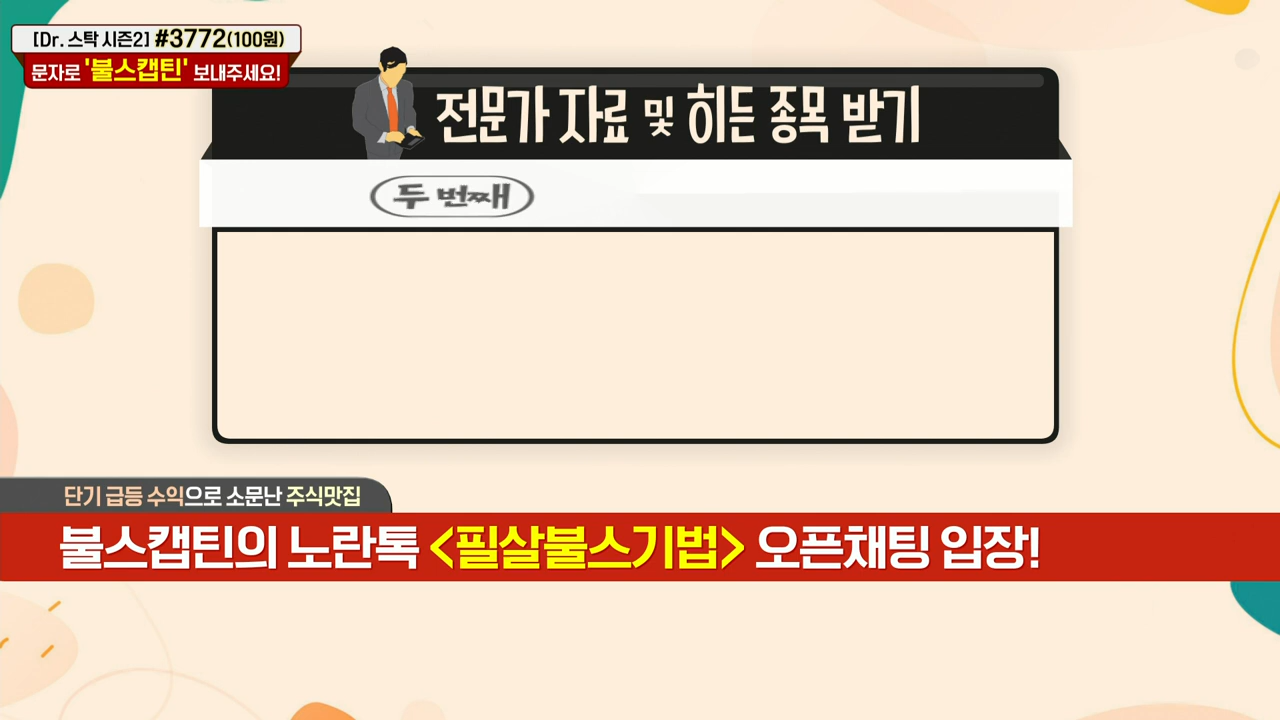 [Dr. 스탁 시즌2] #3772(100원)
문자로 '불스캡틴' 보내주세요!
전문가 자료 및 히든 종목 받기
두 번째
단기 급등 수익으로 소문난 주식맛집
불스캡틴의 노란톡 <필살불스기법> 오픈채팅 입장!